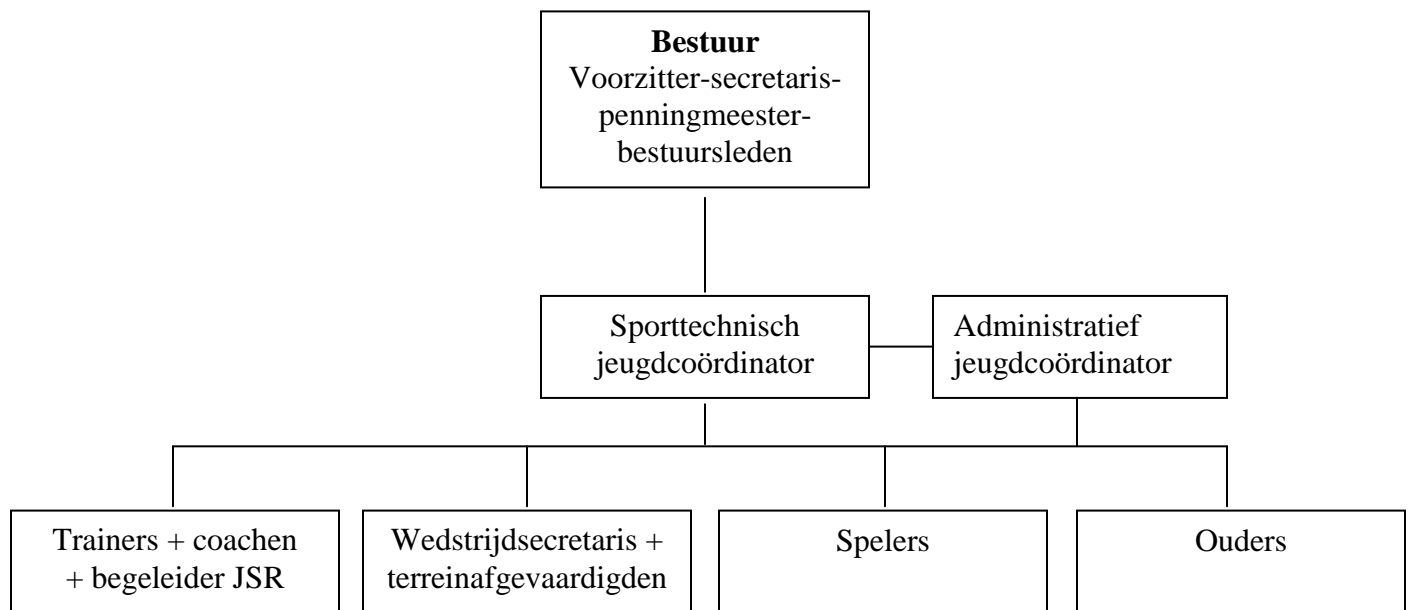 Bestuur
Voorzitter-secretaris-
penningmeester-
bestuursleden
Sporttechnisch
jeugdcoördinator
Administratief
jeugdcoördinator
Trainers + coachen
+ begeleider JSR
Wedstrijdsecretaris +
terreinafgevaardigden
Spelers
Ouders